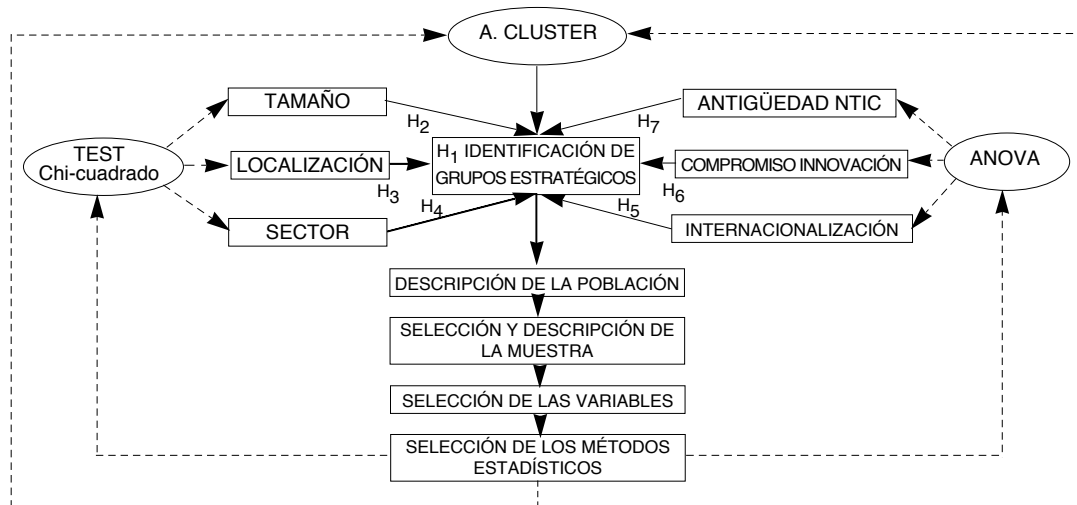 A. CLUSTER
TAMAÑO
ANTIGÜEDAD NTIC
H2
H7
TEST
Chi-cuadrado
LOCALIZACIÓN
H1 IDENTIFICACIÓN DE
GRUPOS ESTRATÉGICOS
COMPROMISO INNOVACIÓN
ANOVA
H3
H6
H4
H5
SECTOR
INTERNACIONALIZACIÓN
DESCRIPCIÓN DE LA POBLACIÓN
SELECCIÓN Y DESCRIPCIÓN DE
LA MUESTRA
SELECCIÓN DE LAS VARIABLES
SELECCIÓN DE LOS MÉTODOS
ESTADÍSTICOS